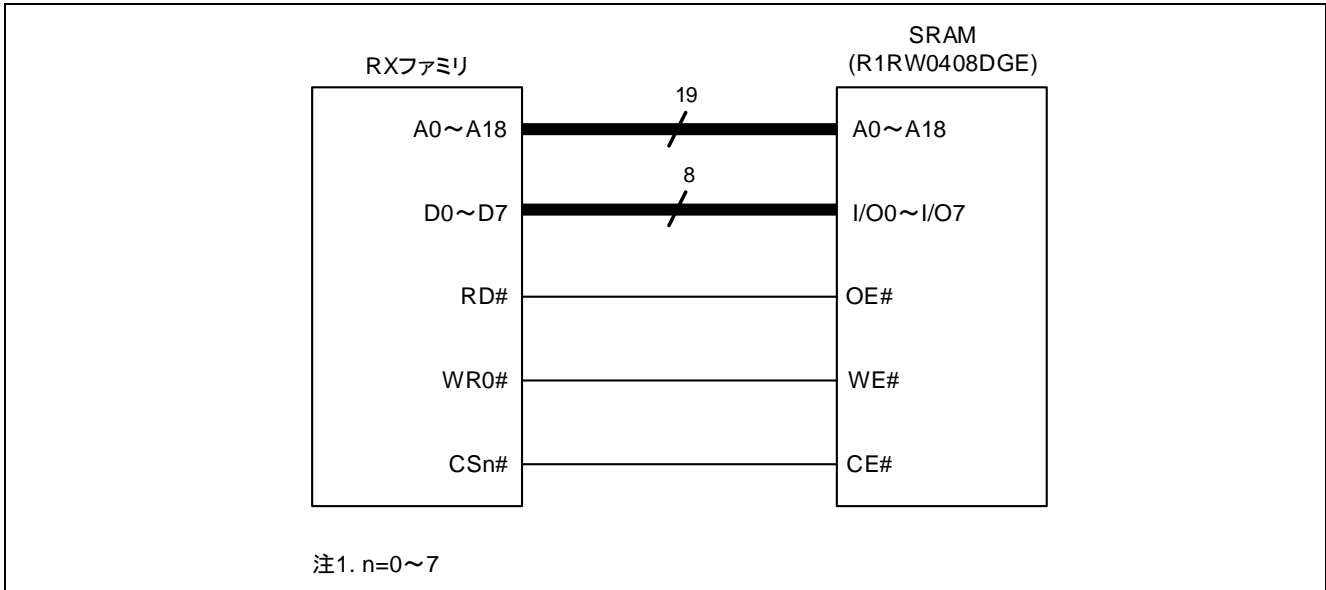 RXファミリ
SRAM
(R1RW0408DGE)
A0～A18
19
A0～A18
D0～D7
8
I/O0～I/O7
RD#
OE#
WR0#
WE#
CSn#
CE#
注1. n=0～7